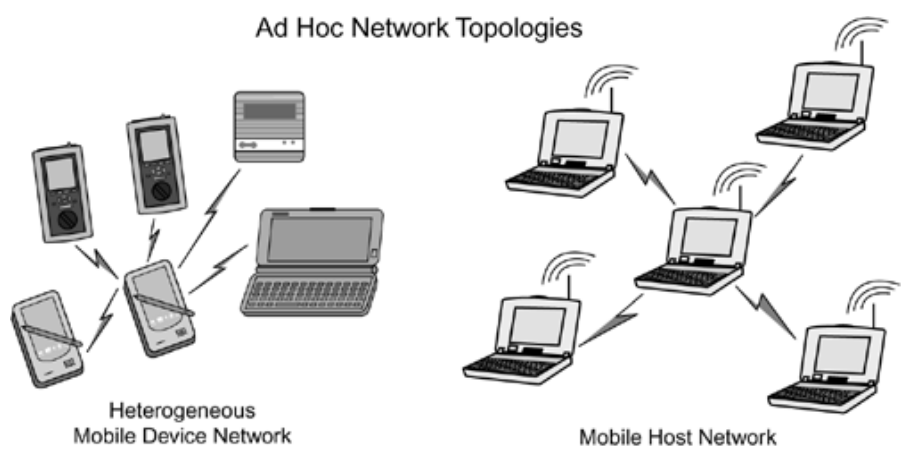 Ad Hoc Network Topologies
Heterogeneous
Mobile Device Network
Mobile Host Network